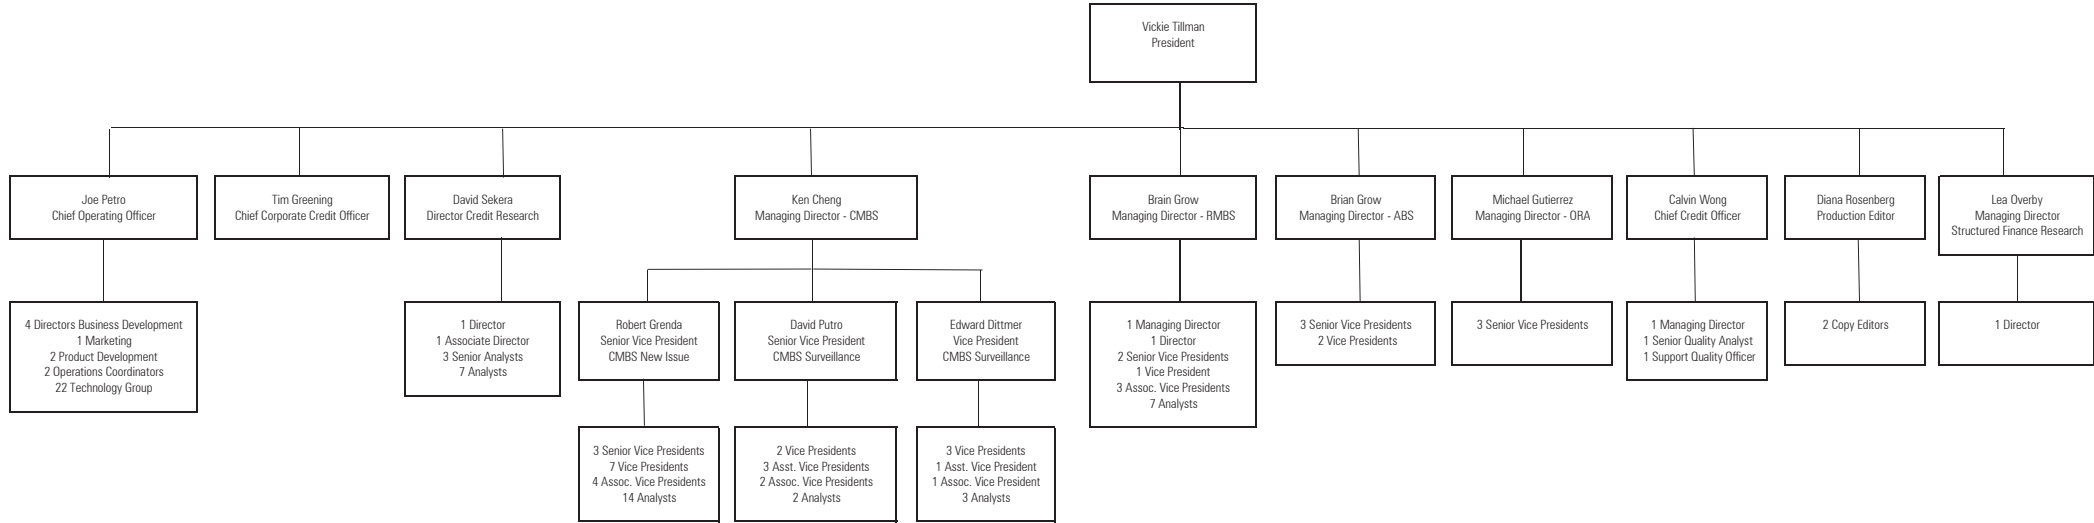 Vickie Tillman
President
Joe Petro
Chief Operating Officer
Tim Greening
Chief Corporate Credit Officer
David Sekera
Director Credit Research
Ken Cheng
Managing Director - CMBS
Brain Grow
Managing Director - RMBS
Brian Grow
Managing Director - ABS
Michael Gutierrez
Managing Director - ORA
Calvin Wong
Chief Credit Officer
Diana Rosenberg
Production Editor
Lea Overby
Managing Director
Structured Finance Research
4 Directors Business Development
1 Marketing
2 Product Development
2 Operations Coordinators
22 Technology Group
1 Director
1 Associate Director
3 Senior Analysts
7 Analysts
Robert Grenda
Senior Vice President
CMBS New Issue
David Putro
Senior Vice President
CMBS Surveillance
Edward Dittmer
Vice President
CMBS Surveillance
1 Managing Director
1 Director
2 Senior Vice Presidents
1 Vice President
3 Assoc. Vice Presidents
7 Analysts
3 Senior Vice Presidents
2 Vice Presidents
3 Senior Vice Presidents
1 Managing Director
1 Senior Quality Analyst
1 Support Quality Officer
2 Copy Editors
1 Director
3 Senior Vice Presidents
7 Vice Presidents
4 Assoc. Vice Presidents
14 Analysts
2 Vice Presidents
3 Asst. Vice Presidents
2 Assoc. Vice Presidents
2 Analysts
3 Vice Presidents
1 Asst. Vice President
1 Assoc. Vice President
3 Analysts